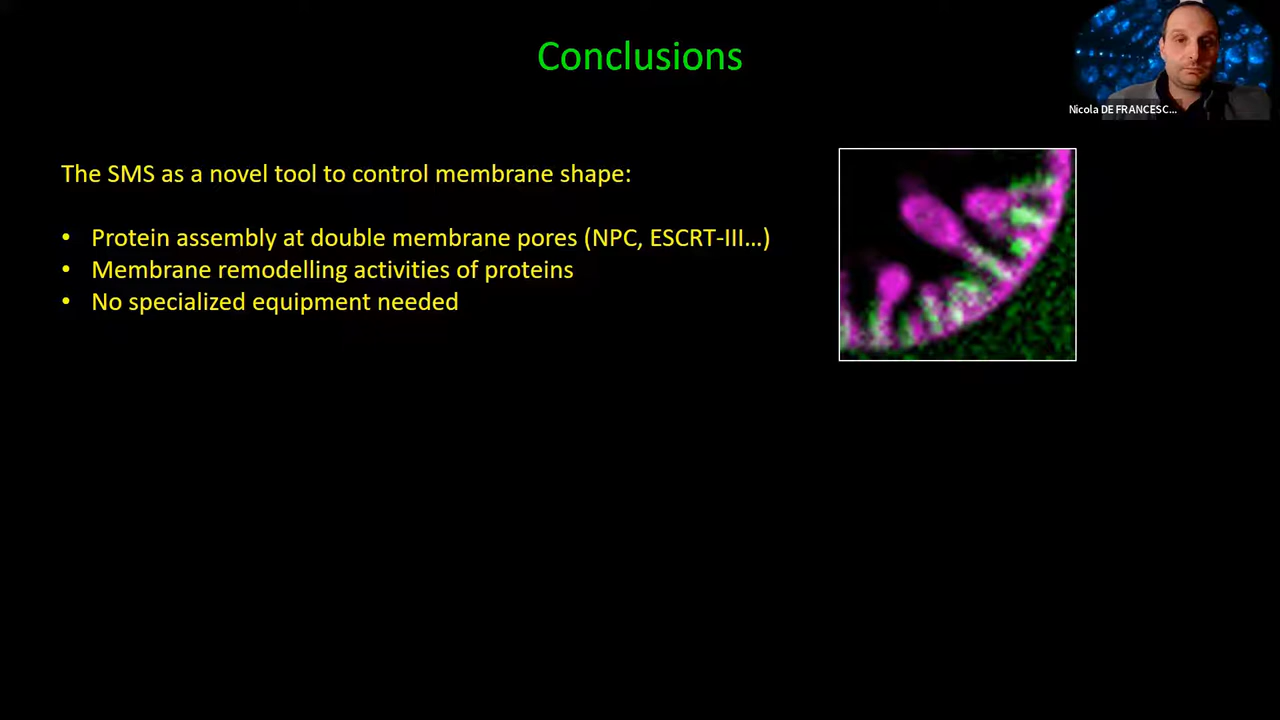 Conclusions
Nicola DE FRANCESC...
The SMS as a novel tool to control membrane shape:
• Protein assembly at double membrane pores (NPC, ESCRT-III…)
• Membrane remodelling activities of proteins
• No specialized equipment needed